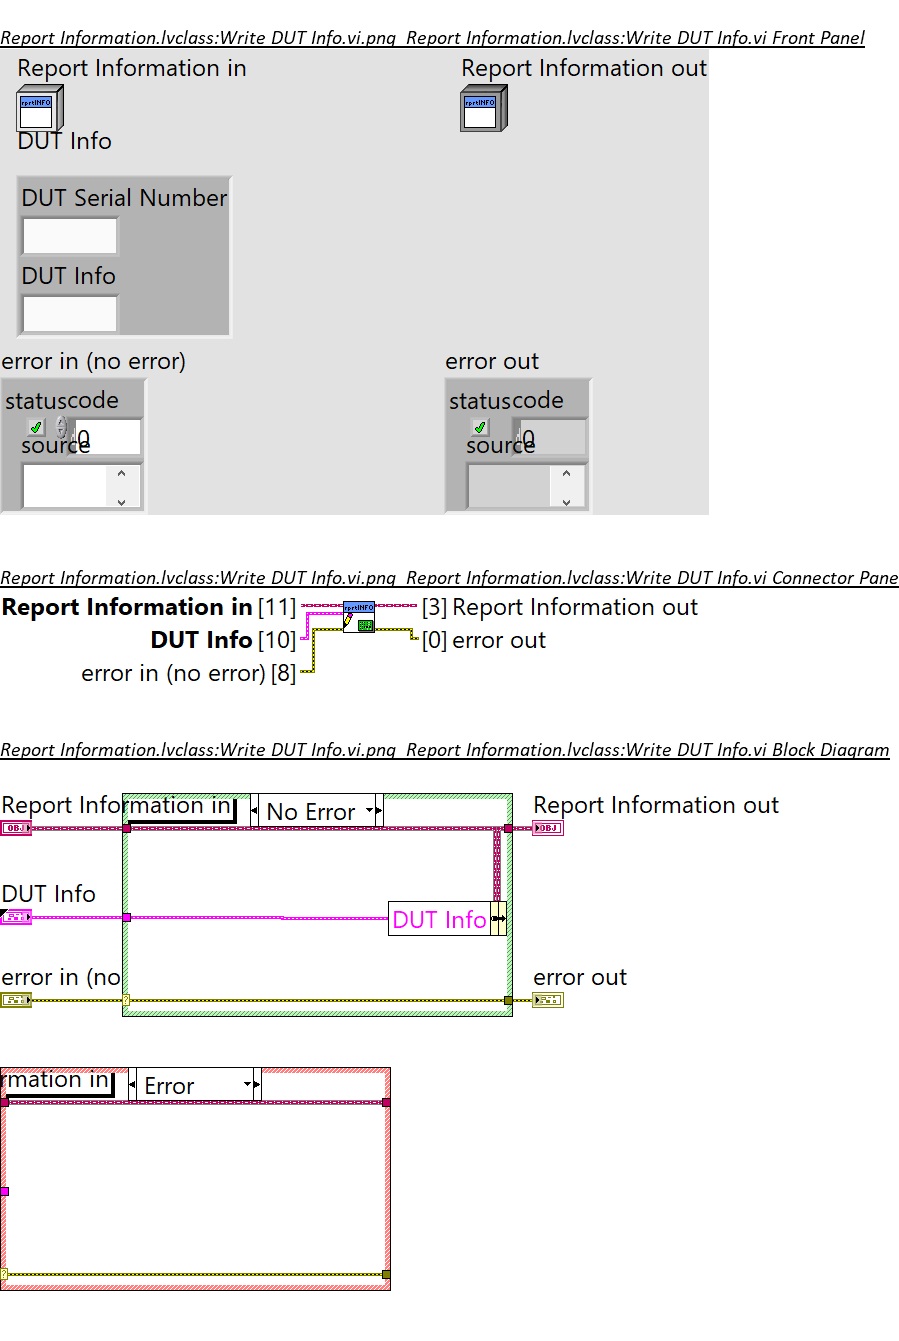 Report Information.lvclass:Write DUT Info.vi.png  Report Information.lvclass:Write DUT Info.vi Front Panel
Report Information in
Report Information out
rprtINFO
rprtINFO
DUT Info
DUT Serial Number
DUT Info
error in (no error)
error out
status code
status code
0
0
source
source
Report Information.lvclass:Write DUT Info.vi.png  Report Information.lvclass:Write DUT Info.vi Connector Pane
Report Information in [11]
rprtINFO
[3] Report Information out
DUT Info [10]
[0] error out
error in (no error) [8]
Report Information.lvclass:Write DUT Info.vi.png  Report Information.lvclass:Write DUT Info.vi Block Diagram
Report Information in
No Error
Report Information out
OBJ
OBJ
DUT Info
DUT Info
error in (no
error out
?
rmation in
Error
?